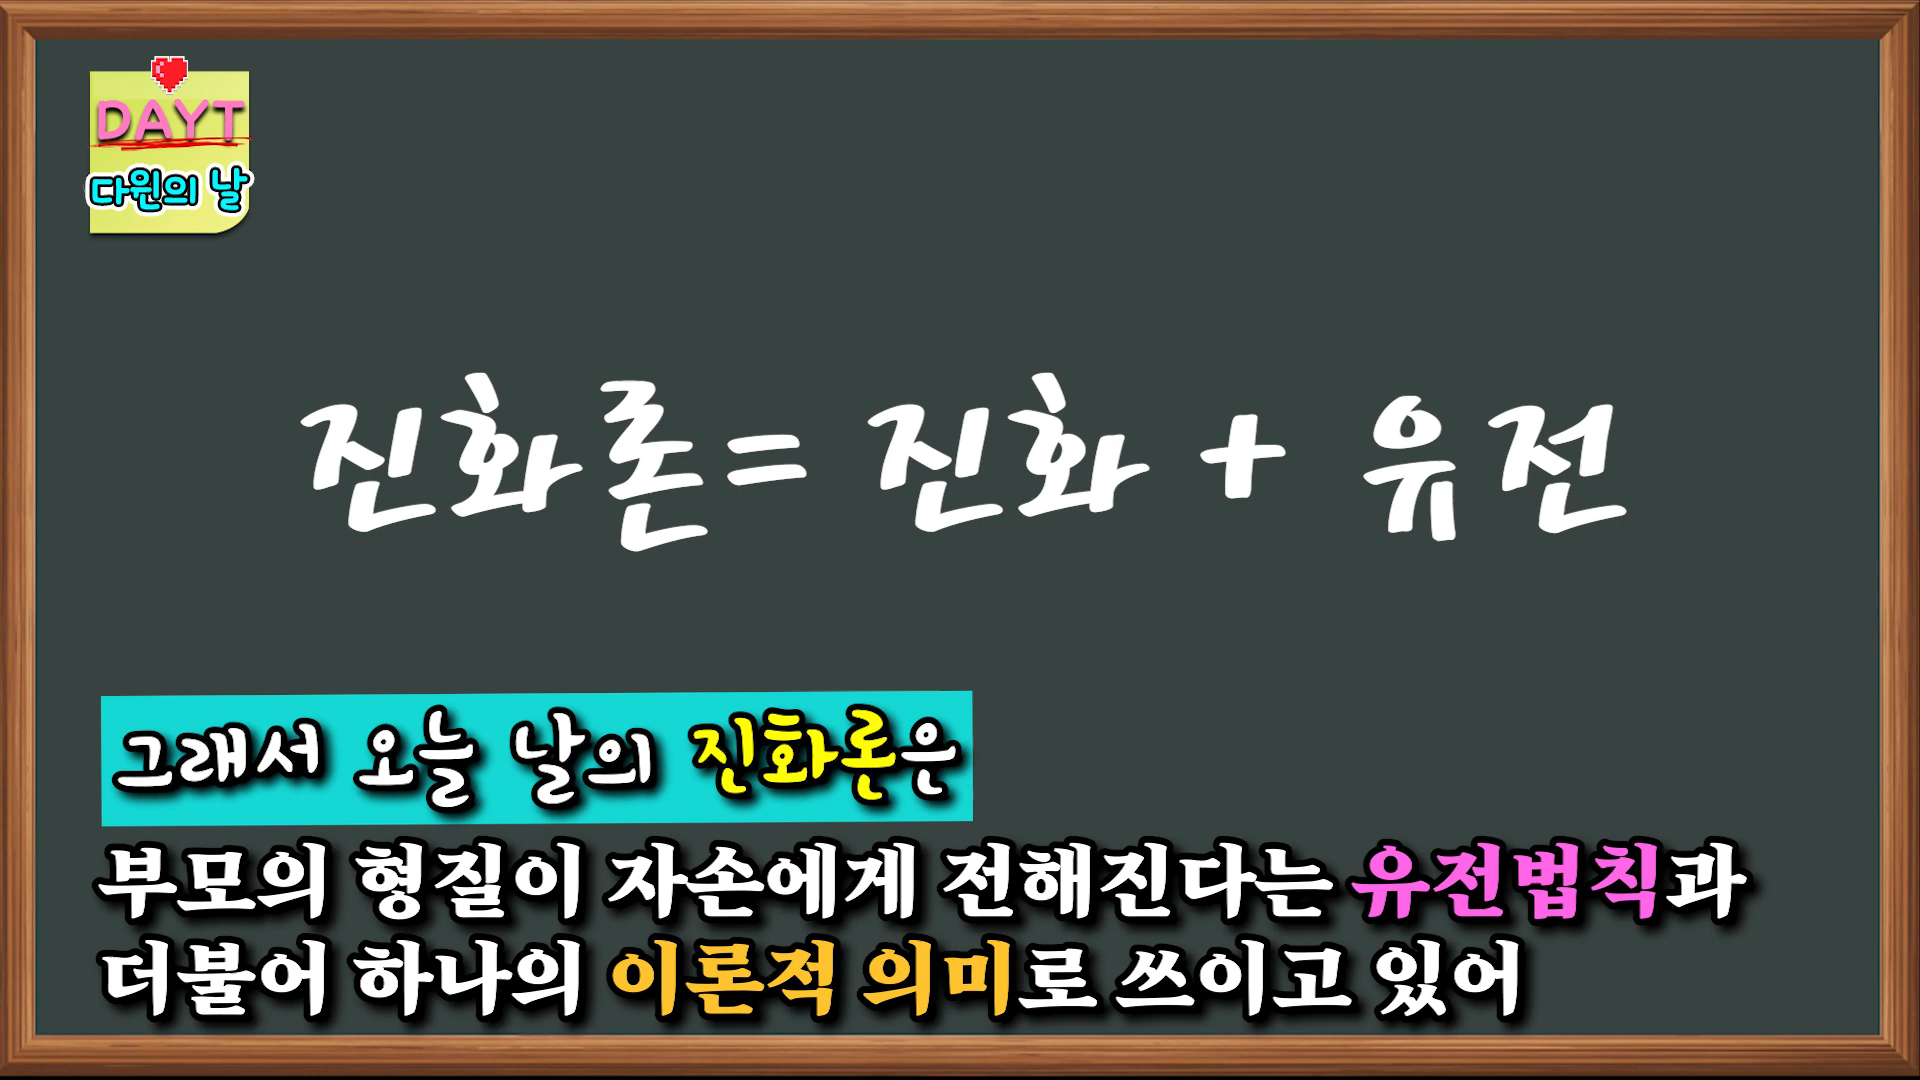 DAYT
다윈의 날
진화론= 진화 + 유전
그래서 오늘 날의 진화론은
부모의 형질이 자손에게 전해진다는 유전법칙과
더불어 하나의 이론적 의미로 쓰이고 있어